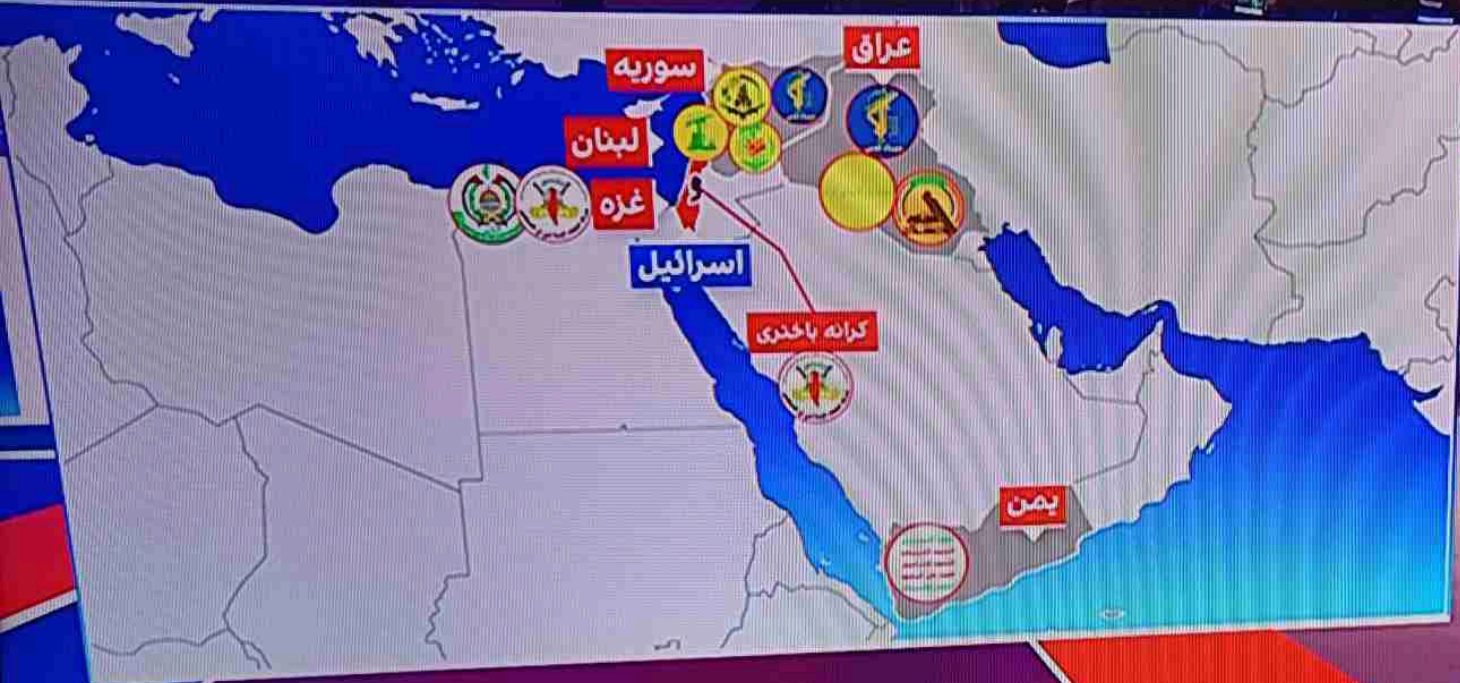 عراق
سوریه
لبنان
غزه
اسرائیل
کرانه باختری
یمن